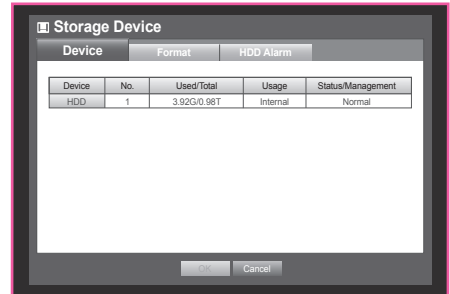 Storage Device
Device Format HDD Alarm
Device No. Used/Total Usage Status/Management
HDD 1 3.92G/0.98T Internal Normal
OK Cancel